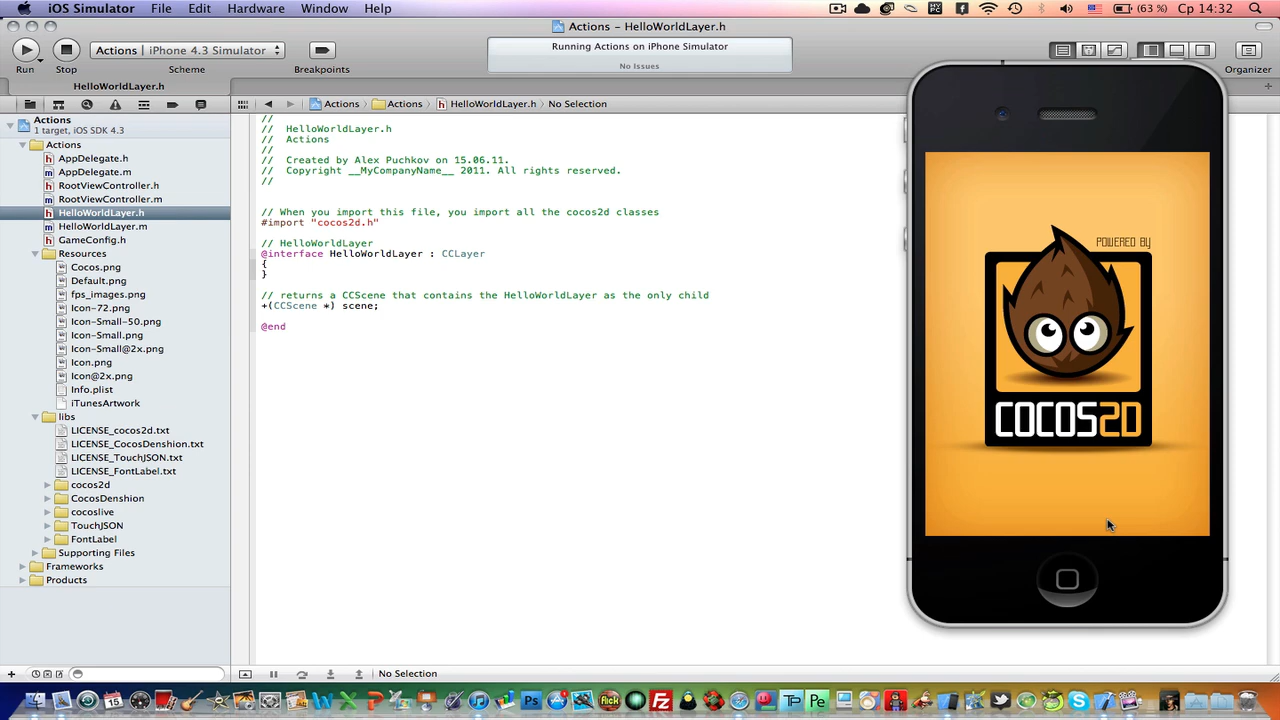 iOS Simulator File Edit Hardware Window Help (63 %) Cp 14:32
Actions – HelloWorldLayer.h
Actions | iPhone 4.3 Simulator
Running Actions on iPhone Simulator
No Issues
Run Stop Scheme Breakpoints Organizer
HelloWorldLayer.h
Actions Actions HelloWorldLayer.h No Selection
Actions
1 target, iOS SDK 4.3
Actions
AppDelegate.h
AppDelegate.m
RootViewController.h
RootViewController.m
HelloWorldLayer.h
HelloWorldLayer.m
GameConfig.h
Resources
Cocos.png
Default.png
fps_images.png
Icon-72.png
Icon-Small-50.png
Icon-Small.png
Icon-Small@2x.png
Icon.png
Icon@2x.png
Info.plist
iTunesArtwork
libs
LICENSE_cocos2d.txt
LICENSE_CocosDenshion.txt
LICENSE_TouchJSON.txt
LICENSE_FontLabel.txt
cocos2d
CocosDenshion
cocoslive
TouchJSON
FontLabel
Supporting Files
Frameworks
Products
//
// HelloWorldLayer.h
// Actions
//
// Created by Alex Puchkov on 15.06.11.
// Copyright __MyCompanyName__ 2011. All rights reserved.
//
// When you import this file, you import all the cocos2d classes
#import "cocos2d.h"
// HelloWorldLayer
@interface HelloWorldLayer : CCLayer
{
}
// returns a CCScene that contains the HelloWorldLayer as the only child
+(CCScene *) scene;
@end
POWERED BY
COCOS2D
No Selection